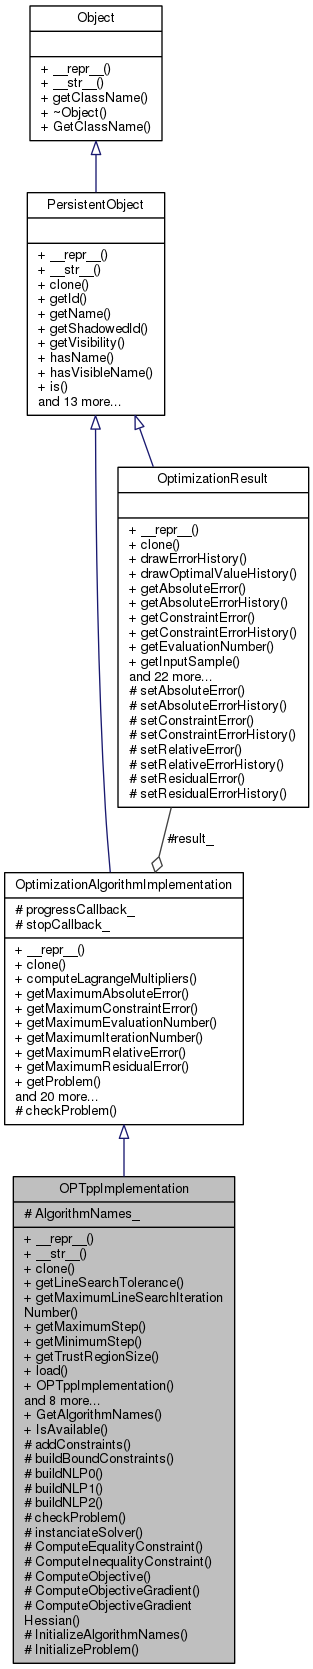 Object
+ __repr__()
+ __str__()
+ getClassName()
+ ~Object()
+ GetClassName()
PersistentObject
+ __repr__()
+ __str__()
+ clone()
+ getId()
+ getName()
+ getShadowedId()
+ getVisibility()
+ hasName()
+ hasVisibleName()
+ is()
and 13 more...
OptimizationResult
+ __repr__()
+ clone()
+ drawErrorHistory()
+ drawOptimalValueHistory()
+ getAbsoluteError()
+ getAbsoluteErrorHistory()
+ getConstraintError()
+ getConstraintErrorHistory()
+ getEvaluationNumber()
+ getInputSample()
and 22 more...
# setAbsoluteError()
# setAbsoluteErrorHistory()
# setConstraintError()
# setConstraintErrorHistory()
# setRelativeError()
# setRelativeErrorHistory()
# setResidualError()
# setResidualErrorHistory()
#result_
OptimizationAlgorithmImplementation
# progressCallback_
# stopCallback_
+ __repr__()
+ clone()
+ computeLagrangeMultipliers()
+ getMaximumAbsoluteError()
+ getMaximumConstraintError()
+ getMaximumEvaluationNumber()
+ getMaximumIterationNumber()
+ getMaximumRelativeError()
+ getMaximumResidualError()
+ getProblem()
and 20 more...
# checkProblem()
OPTppImplementation
# AlgorithmNames_
+ __repr__()
+ __str__()
+ clone()
+ getLineSearchTolerance()
+ getMaximumLineSearchIteration
Number()
+ getMaximumStep()
+ getMinimumStep()
+ getTrustRegionSize()
+ load()
+ OPTppImplementation()
and 8 more...
+ GetAlgorithmNames()
+ IsAvailable()
# addConstraints()
# buildBoundConstraints()
# buildNLP0()
# buildNLP1()
# buildNLP2()
# checkProblem()
# instanciateSolver()
# ComputeEqualityConstraint()
# ComputeInequalityConstraint()
# ComputeObjective()
# ComputeObjectiveGradient()
# ComputeObjectiveGradient
Hessian()
# InitializeAlgorithmNames()
# InitializeProblem()